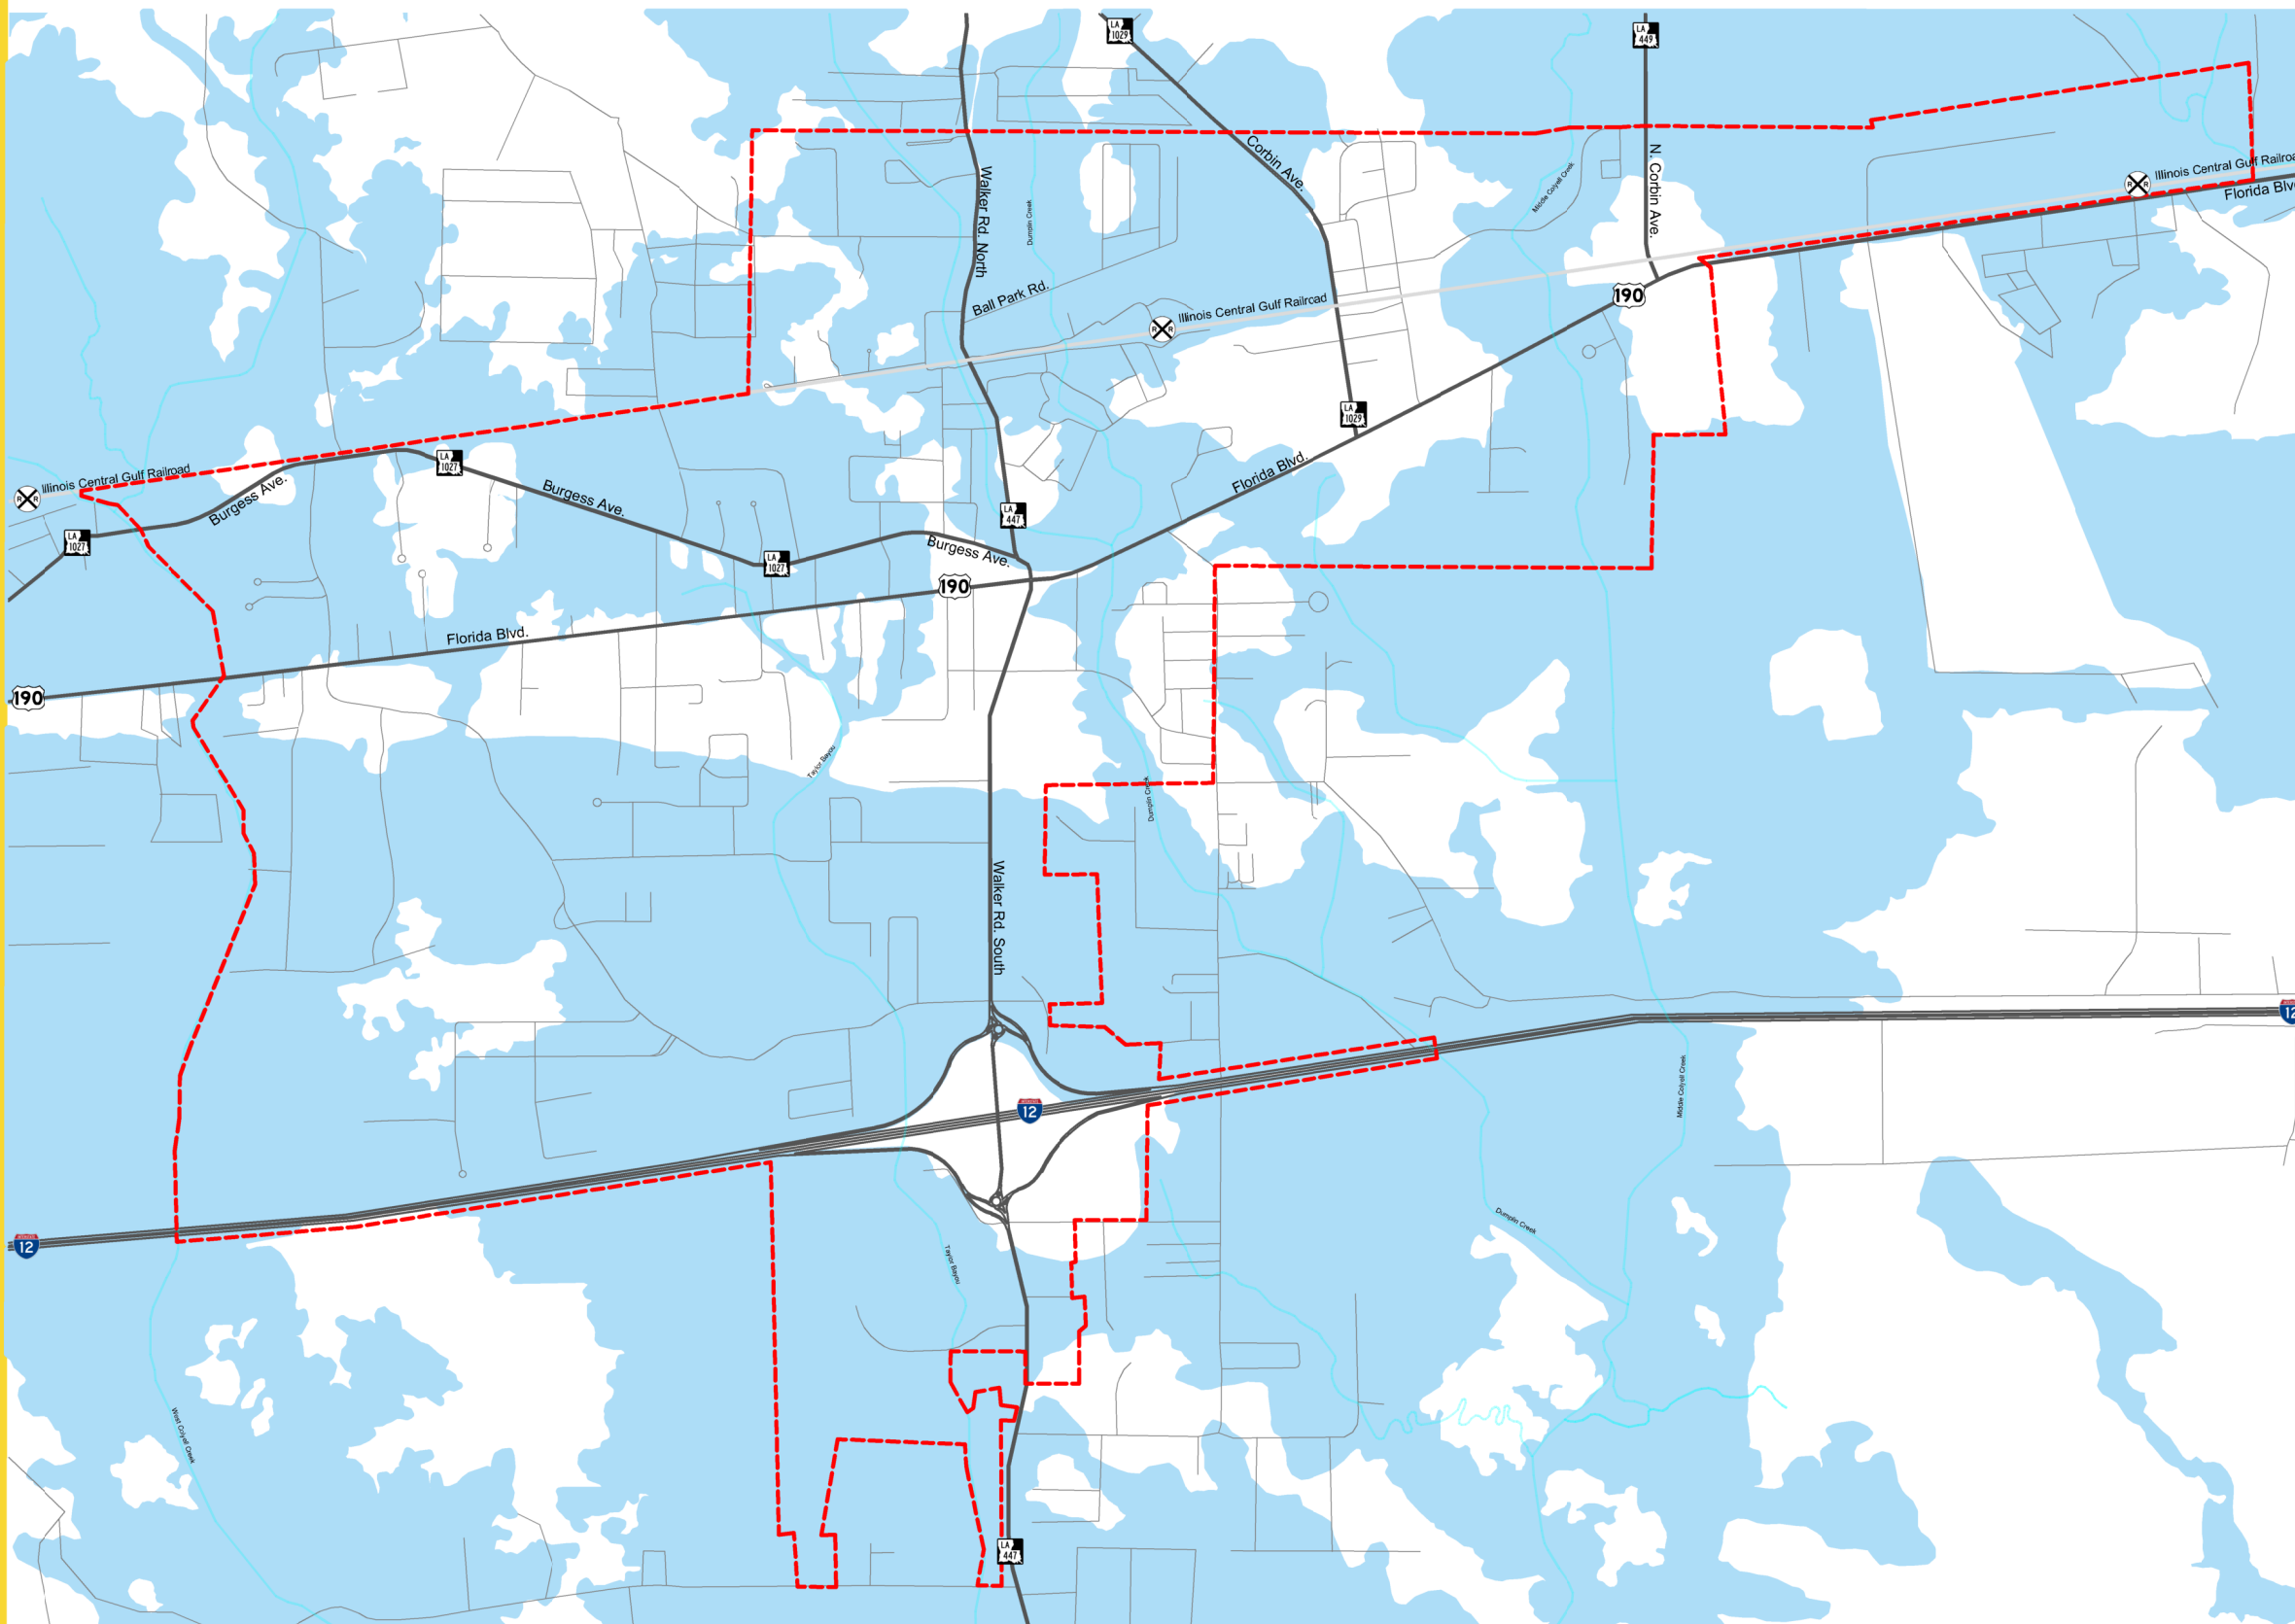 LA
1029
LA
449
Corbin Ave.
N. Corbin Ave.
Walker Rd. North
Dumplin Creek
Middle Colyell Creek
R R
Illinois Central Gulf Railroa
Florida Blv
Ball Park Rd.
R R
Illinois Central Gulf Railroad
190
LA
1029
R R
Illinois Central Gulf Railroad
LA
1027
Burgess Ave.
Burgess Ave.
Florida Blvd.
LA
447
LA
1027
Burgess Ave.
LA
1027
190
Florida Blvd.
190
Taylor Bayou
Dumplin Creek
Walker Rd. South
12
12
Middle Colyell Creek
12
Dumplin Creek
Taylor Bayou
West Colyell Creek
LA
447